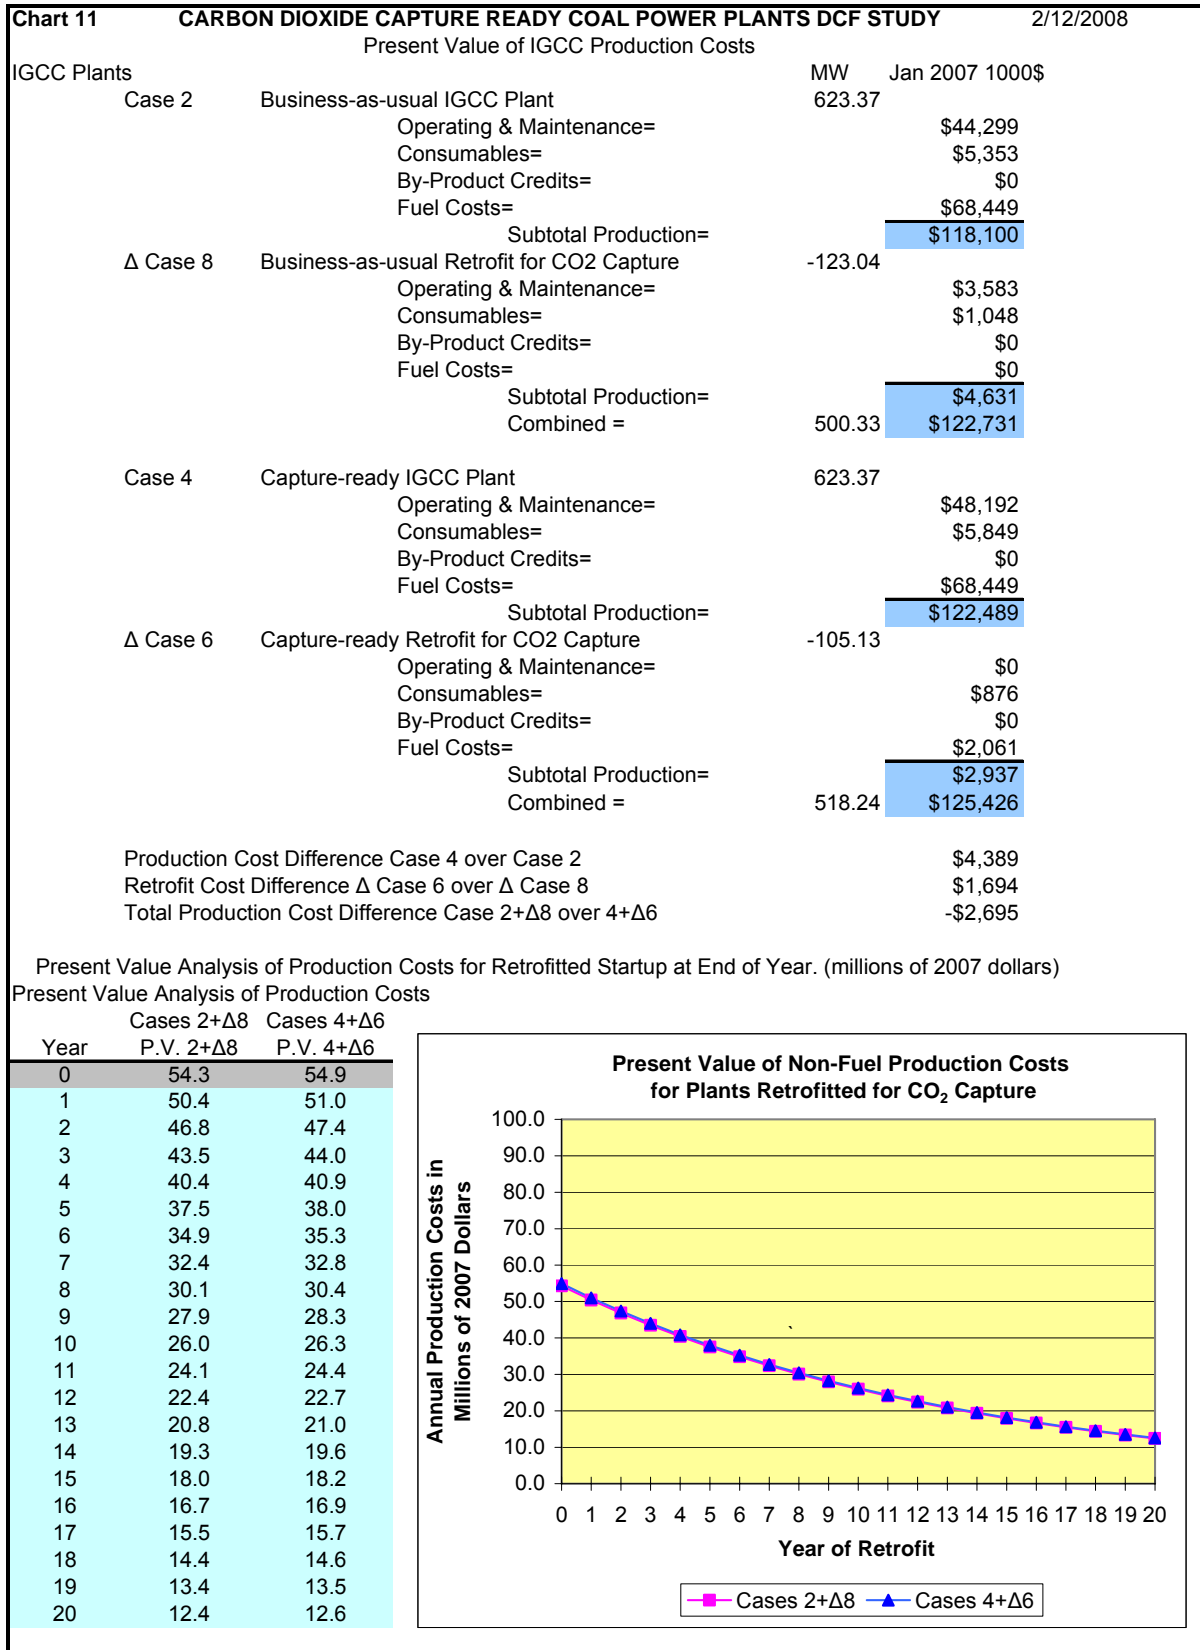 Chart 11 CARBON DIOXIDE CAPTURE READY COAL POWER PLANTS DCF STUDY 2/12/2008
Present Value of IGCC Production Costs
IGCC Plants MW Jan 2007 1000$
Case 2 Business-as-usual IGCC Plant 623.37
Operating & Maintenance= $44,299
Consumables= $5,353
By-Product Credits= $0
Fuel Costs= $68,449
Subtotal Production= $118,100
Δ Case 8 Business-as-usual Retrofit for CO2 Capture -123.04
Operating & Maintenance= $3,583
Consumables= $1,048
By-Product Credits= $0
Fuel Costs= $0
Subtotal Production= $4,631
Combined = 500.33 $122,731
Case 4 Capture-ready IGCC Plant 623.37
Operating & Maintenance= $48,192
Consumables= $5,849
By-Product Credits= $0
Fuel Costs= $68,449
Subtotal Production= $122,489
Δ Case 6 Capture-ready Retrofit for CO2 Capture -105.13
Operating & Maintenance= $0
Consumables= $876
By-Product Credits= $0
Fuel Costs= $2,061
Subtotal Production= $2,937
Combined = 518.24 $125,426
Production Cost Difference Case 4 over Case 2 $4,389
Retrofit Cost Difference Δ Case 6 over Δ Case 8 $1,694
Total Production Cost Difference Case 2+Δ8 over 4+Δ6 -$2,695
Present Value Analysis of Production Costs for Retrofitted Startup at End of Year. (millions of 2007 dollars)
Present Value Analysis of Production Costs
Cases 2+Δ8 Cases 4+Δ6
Year P.V. 2+Δ8 P.V. 4+Δ6
0 54.3 54.9
1 50.4 51.0
2 46.8 47.4
3 43.5 44.0
4 40.4 40.9
5 37.5 38.0
6 34.9 35.3
7 32.4 32.8
8 30.1 30.4
9 27.9 28.3
10 26.0 26.3
11 24.1 24.4
12 22.4 22.7
13 20.8 21.0
14 19.3 19.6
15 18.0 18.2
16 16.7 16.9
17 15.5 15.7
18 14.4 14.6
19 13.4 13.5
20 12.4 12.6
Present Value of Non-Fuel Production Costs
for Plants Retrofitted for CO₂ Capture
Annual Production Costs in
Millions of 2007 Dollars
100.0
90.0
80.0
70.0
60.0
50.0
40.0
30.0
20.0
10.0
0.0
`
0 1 2 3 4 5 6 7 8 9 10 11 12 13 14 15 16 17 18 19 20
Year of Retrofit
Cases 2+Δ8 Cases 4+Δ6